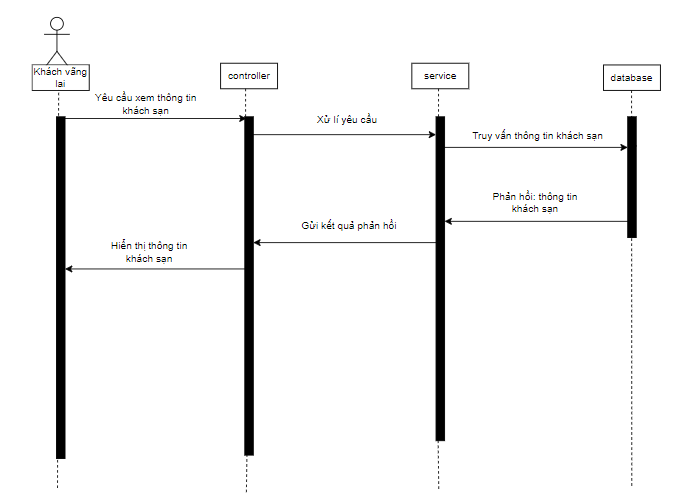 Khách vãng
lai
controller
service
database
Yêu cầu xem thông tin
khách sạn
Xử lí yêu cầu
Truy vấn thông tin khách sạn
Phản hồi: thông tin
khách sạn
Gửi kết quả phản hồi
Hiển thị thông tin
khách sạn